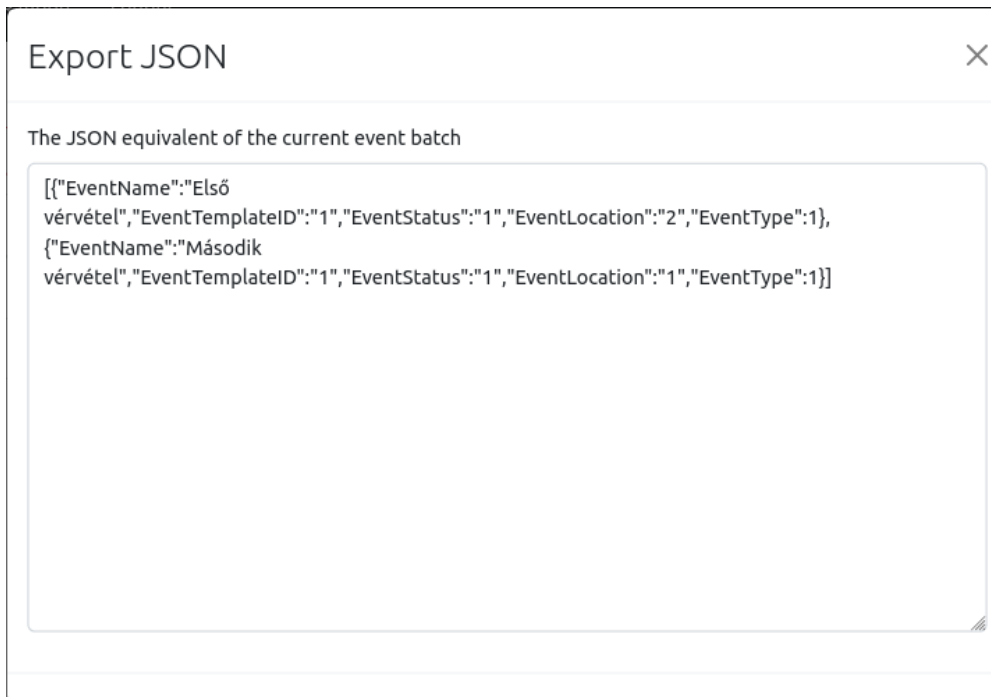 Export JSON
The JSON equivalent of the current event batch
[{"EventName":"Első
vérvétel","EventTemplateID":"1","EventStatus":"1","EventLocation":"2","EventType":1},
{"EventName":"Második
vérvétel","EventTemplateID":"1","EventStatus":"1","EventLocation":"1","EventType":1}]